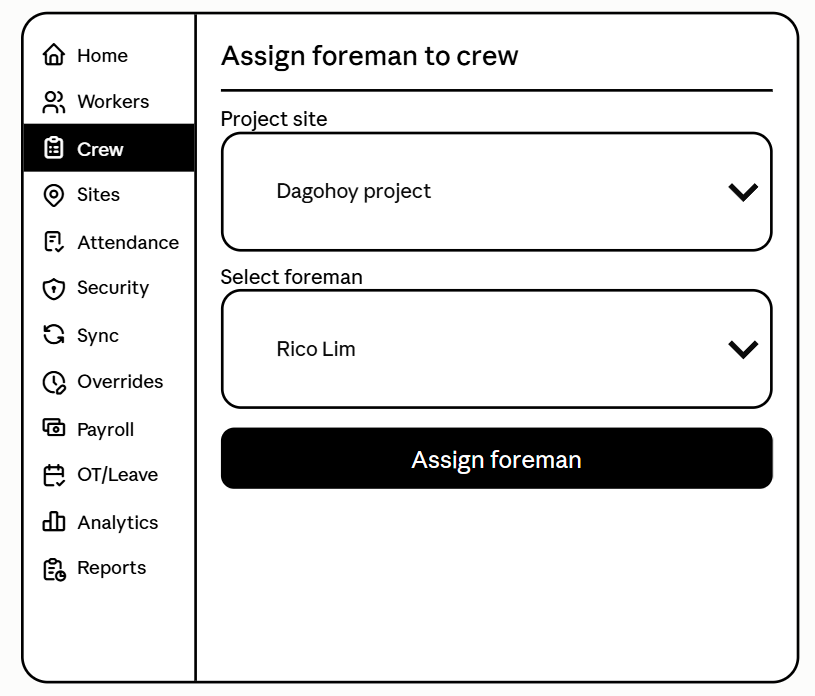 Home
Workers
Crew
Sites
Attendance
Security
Sync
Overrides
Payroll
OT/Leave
Analytics
Reports
Assign foreman to crew
Project site
Dagohoy project
Select foreman
Rico Lim
Assign foreman